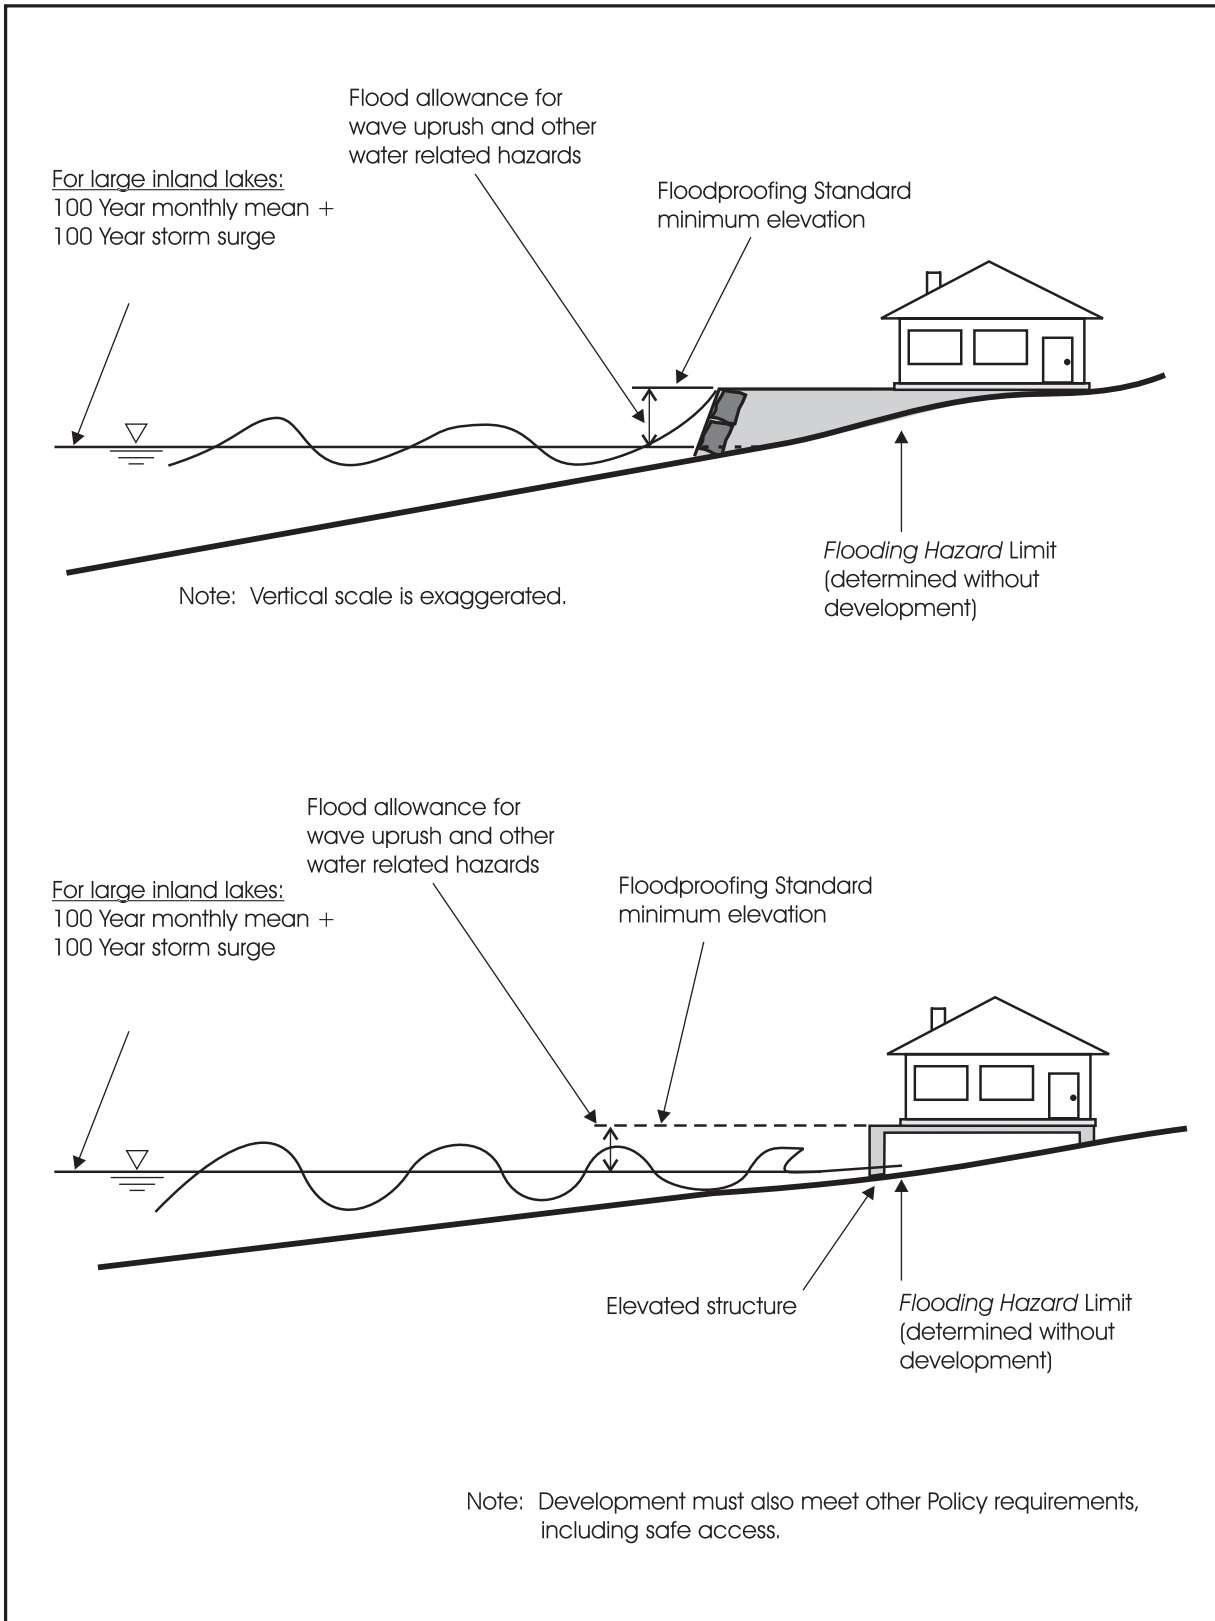 Flood allowance for
wave uprush and other
water related hazards
For large inland lakes:
100 Year monthly mean +
100 Year storm surge
Floodproofing Standard
minimum elevation
Flooding Hazard Limit
(determined without
development)
Note: Vertical scale is exaggerated.
Flood allowance for
wave uprush and other
water related hazards
For large inland lakes:
100 Year monthly mean +
100 Year storm surge
Floodproofing Standard
minimum elevation
Elevated structure
Flooding Hazard Limit
(determined without
development)
Note: Development must also meet other Policy requirements,
including safe access.